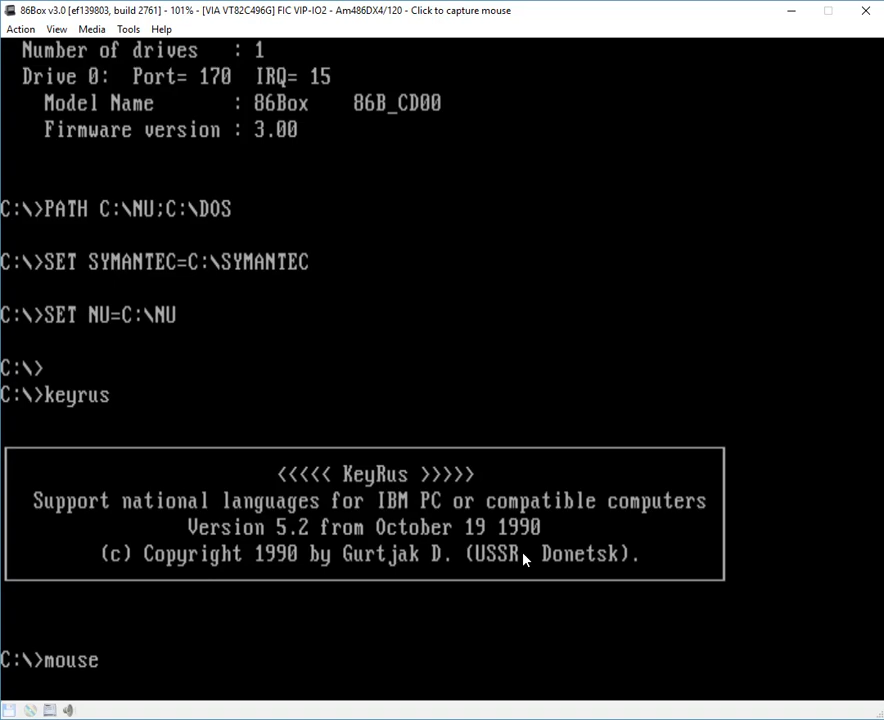 86Box v3.0 [ef139803, build 2761] - 101% - [VIA VT82C496G] FIC VIP-IO2 - Am486DX4/120 - Click to capture mouse
Action View Media Tools Help
Number of drives : 1
Drive 0: Port= 170 IRQ= 15
Model Name : 86Box 86B_CD00
Firmware version : 3.00
C:\>PATH C:\NU;C:\DOS
C:\>SET SYMANTEC=C:\SYMANTEC
C:\>SET NU=C:\NU
C:\>
C:\>keyrus
<<<<< KeyRus >>>>>
Support national languages for IBM PC or compatible computers
Version 5.2 from October 19 1990
(c) Copyright 1990 by Gurtjak D. (USSR, Donetsk).
C:\>mouse